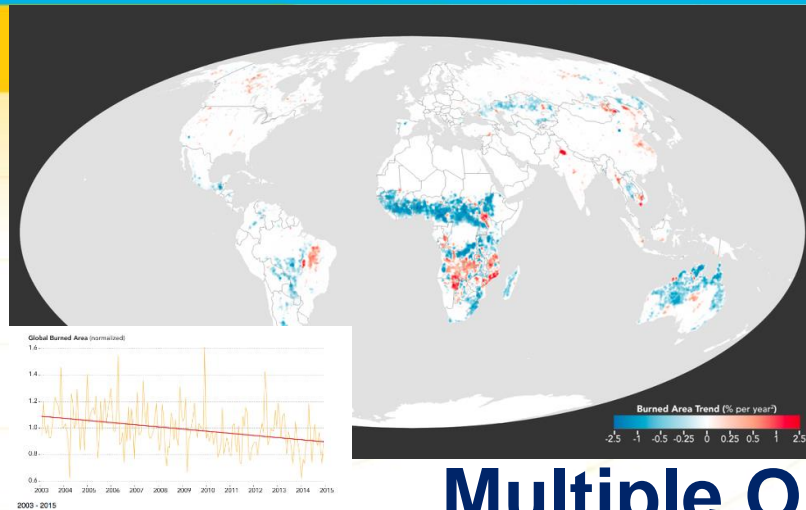 Burned Area Trend (% per year²)
-2.5 -1 -0.5 -0.25 0 0.25 0.5 1 2.5
Global Burned Area (normalized)
1.6
1.4
1.2
1.0
0.8
0.6
2003 2004 2005 2006 2007 2008 2009 2010 2011 2012 2013 2014 2015
2003 - 2015
Multiple O